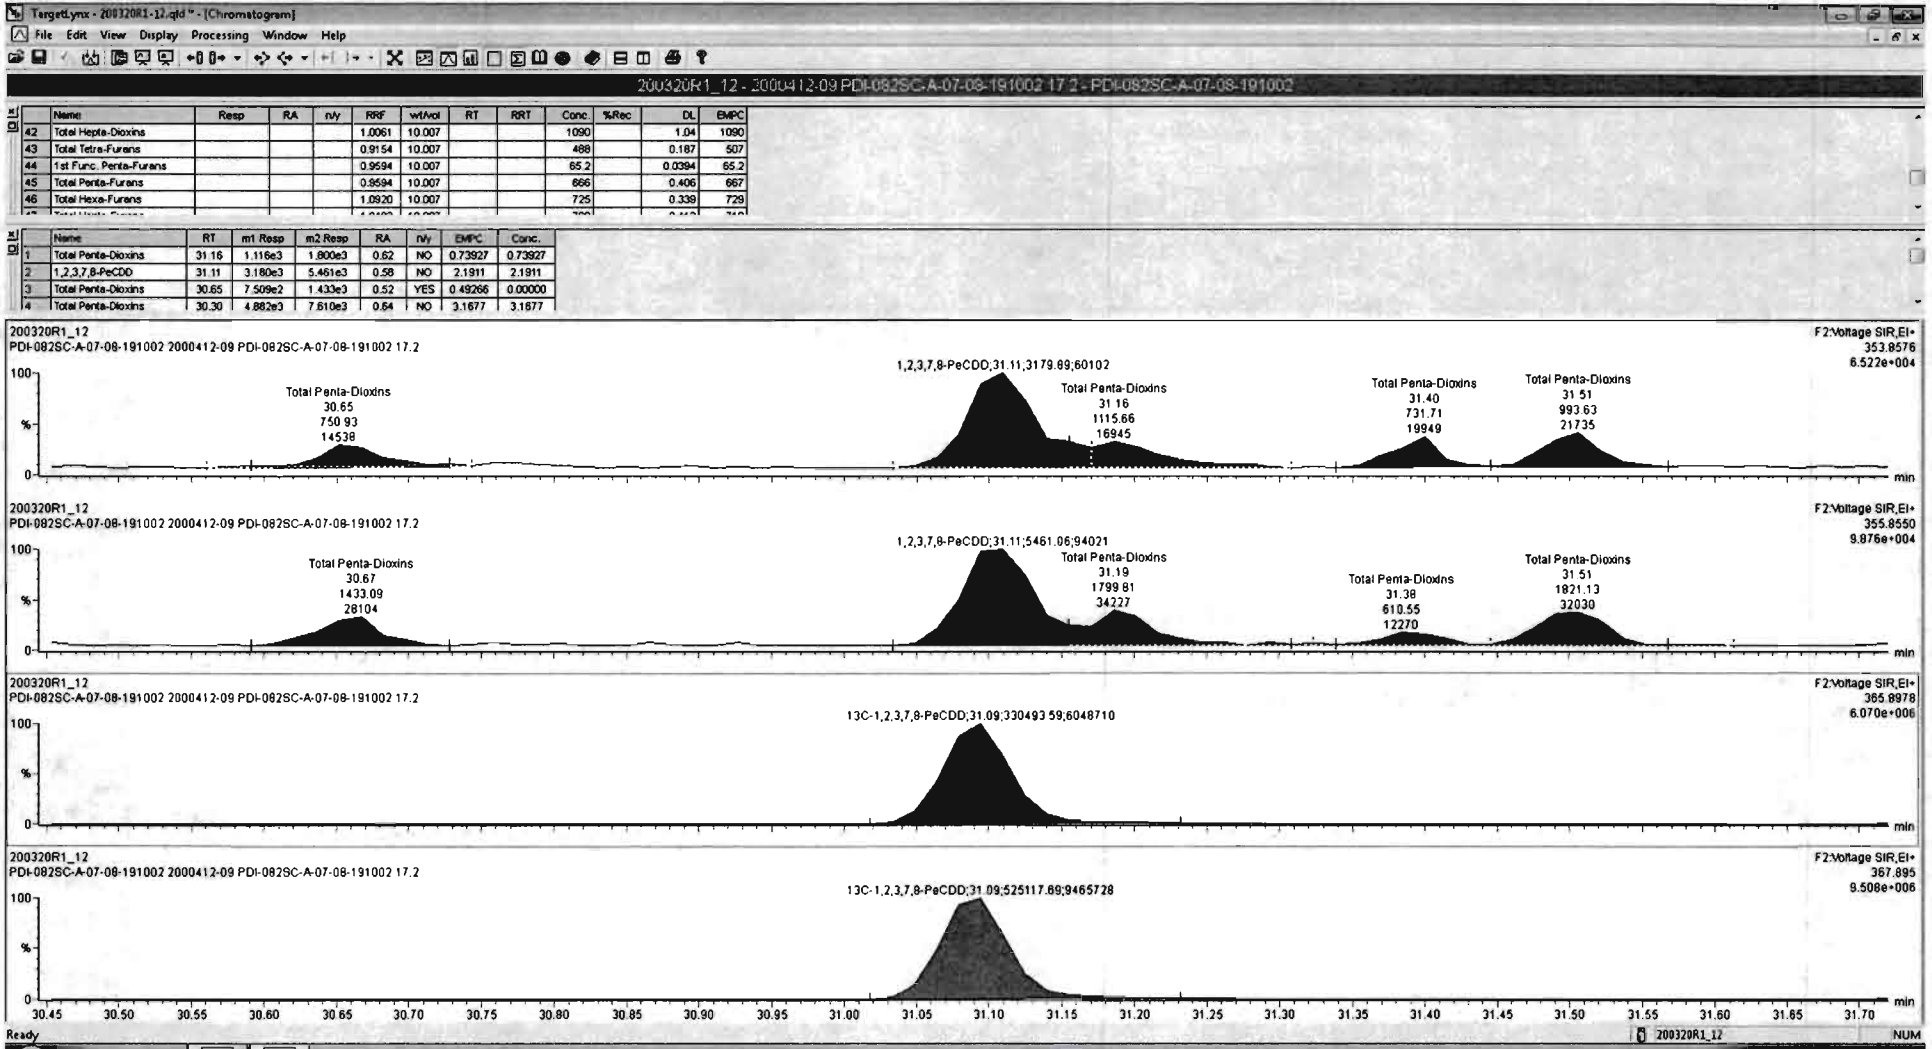 TargetLynx - 200320R1-12.qld * - [Chromatogram]
File Edit View Display Processing Window Help
200320R1_12 - 2000412-09 PDI-082SC-A-07-08-191002 17.2 - PDI-082SC-A-07-08-191002
Name Resp RA n/y RRF wt/vol RT RRT Conc. %Rec DL EMPC
42 Total Hepta-Dioxins 1.0061 10.007 1090 1.04 1090
43 Total Tetra-Furans 0.9154 10.007 488 0.187 507
44 1st Func. Penta-Furans 0.9594 10.007 65.2 0.0394 65.2
45 Total Penta-Furans 0.9594 10.007 666 0.406 667
46 Total Hexa-Furans 1.0920 10.007 725 0.339 729
Name RT m1 Resp m2 Resp RA n/y EMPC Conc.
1 Total Penta-Dioxins 31.16 1.116e3 1.800e3 0.62 NO 0.73927 0.73927
2 1,2,3,7,8-PeCDD 31.11 3.180e3 5.461e3 0.58 NO 2.1911 2.1911
3 Total Penta-Dioxins 30.65 7.509e2 1.433e3 0.52 YES 0.49266 0.00000
4 Total Penta-Dioxins 30.30 4.882e3 7.610e3 0.64 NO 3.1677 3.1677
200320R1_12
PDI-082SC-A-07-08-191002 2000412-09 PDI-082SC-A-07-08-191002 17.2
F2:Voltage SIR,EI+
353.8576
6.522e+004
100
%
0
Total Penta-Dioxins
30.65
750.93
14538
1,2,3,7,8-PeCDD;31.11;3179.89;60102
Total Penta-Dioxins
31.16
1115.66
16945
Total Penta-Dioxins
31.40
731.71
19949
Total Penta-Dioxins
31.51
993.63
21735
min
200320R1_12
PDI-082SC-A-07-08-191002 2000412-09 PDI-082SC-A-07-08-191002 17.2
F2:Voltage SIR,EI+
355.8550
9.876e+004
100
%
0
Total Penta-Dioxins
30.67
1433.09
28104
1,2,3,7,8-PeCDD;31.11;5461.06;94021
Total Penta-Dioxins
31.19
1799.81
34227
Total Penta-Dioxins
31.38
610.55
12270
Total Penta-Dioxins
31.51
1821.13
32030
min
200320R1_12
PDI-082SC-A-07-08-191002 2000412-09 PDI-082SC-A-07-08-191002 17.2
F2:Voltage SIR,EI+
365.8978
6.070e+006
100
%
0
13C-1,2,3,7,8-PeCDD;31.09;330493.59;6048710
min
200320R1_12
PDI-082SC-A-07-08-191002 2000412-09 PDI-082SC-A-07-08-191002 17.2
F2:Voltage SIR,EI+
367.895
9.508e+006
100
%
0
13C-1,2,3,7,8-PeCDD;31.09;525117.69;9465728
min
30.45 30.50 30.55 30.60 30.65 30.70 30.75 30.80 30.85 30.90 30.95 31.00 31.05 31.10 31.15 31.20 31.25 31.30 31.35 31.40 31.45 31.50 31.55 31.60 31.65 31.70
Ready 200320R1_12 NUM